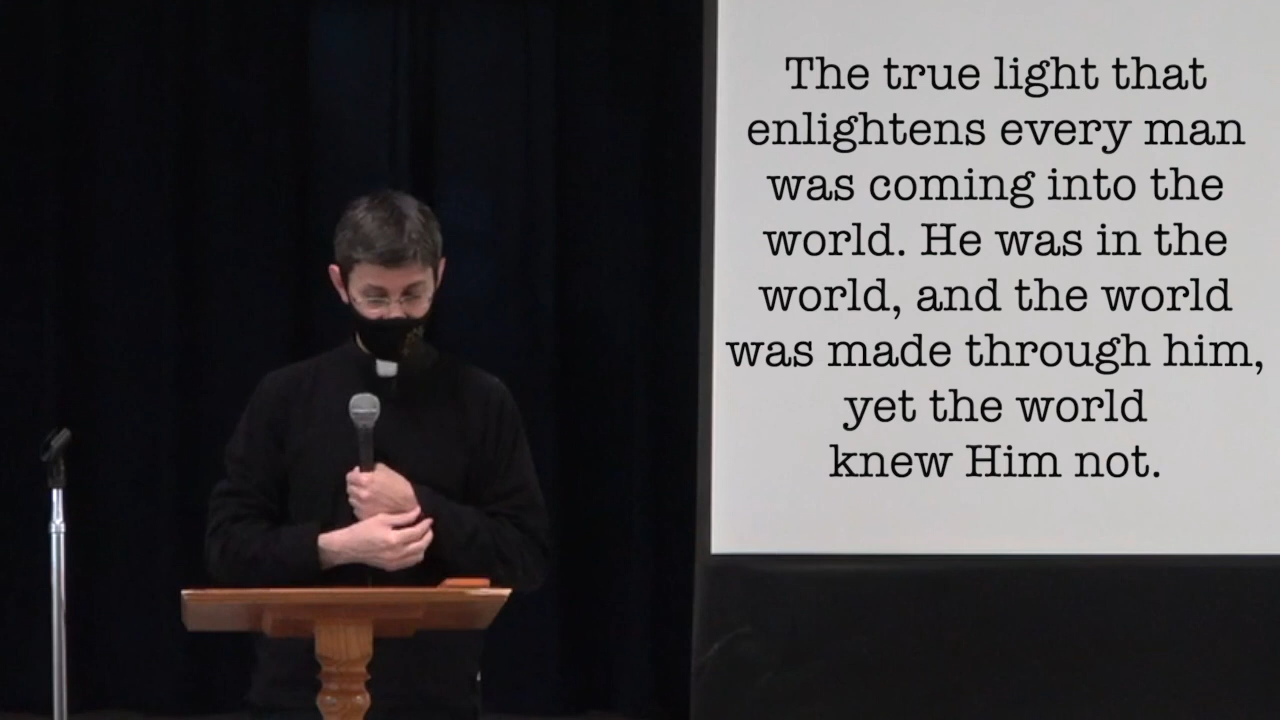 The true light that
enlightens every man
was coming into the
world. He was in the
world, and the world
was made through him,
yet the world
knew Him not.